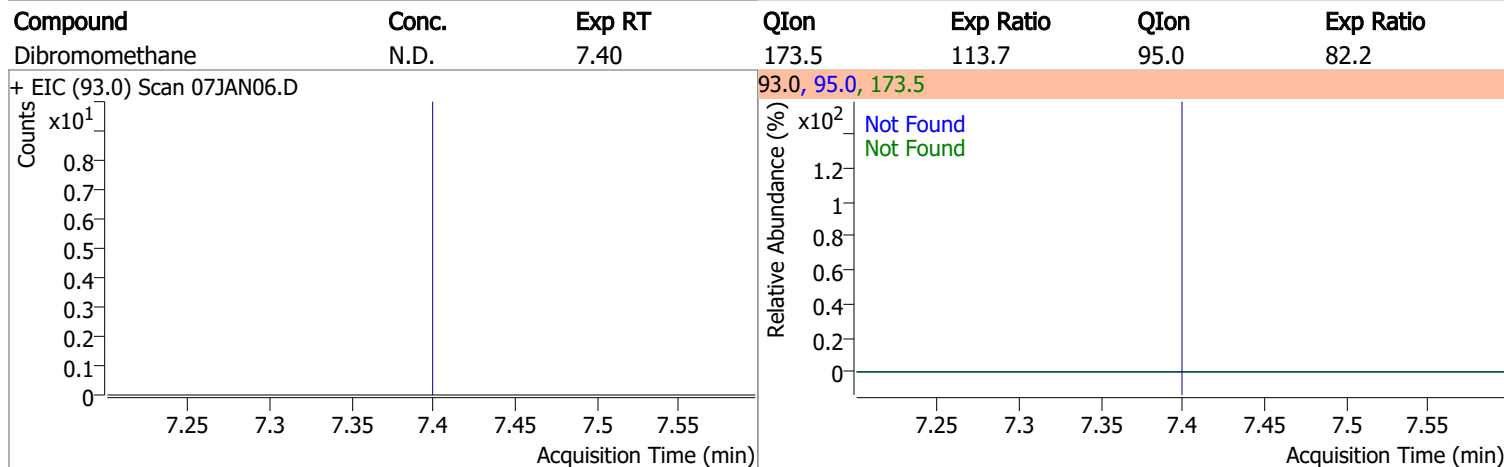 Compound Conc. Exp RT QIon Exp Ratio QIon Exp Ratio
Dibromomethane N.D. 7.40 173.5 113.7 95.0 82.2
+ EIC (93.0) Scan 07JAN06.D
Counts
x10^1
0.8
0.7
0.6
0.5
0.4
0.3
0.2
0.1
0
7.25 7.3 7.35 7.4 7.45 7.5 7.55
Acquisition Time (min)
93.0, 95.0, 173.5
Relative Abundance (%)
x10^2
Not Found
Not Found
1.2
1
0.8
0.6
0.4
0.2
0
7.25 7.3 7.35 7.4 7.45 7.5 7.55
Acquisition Time (min)